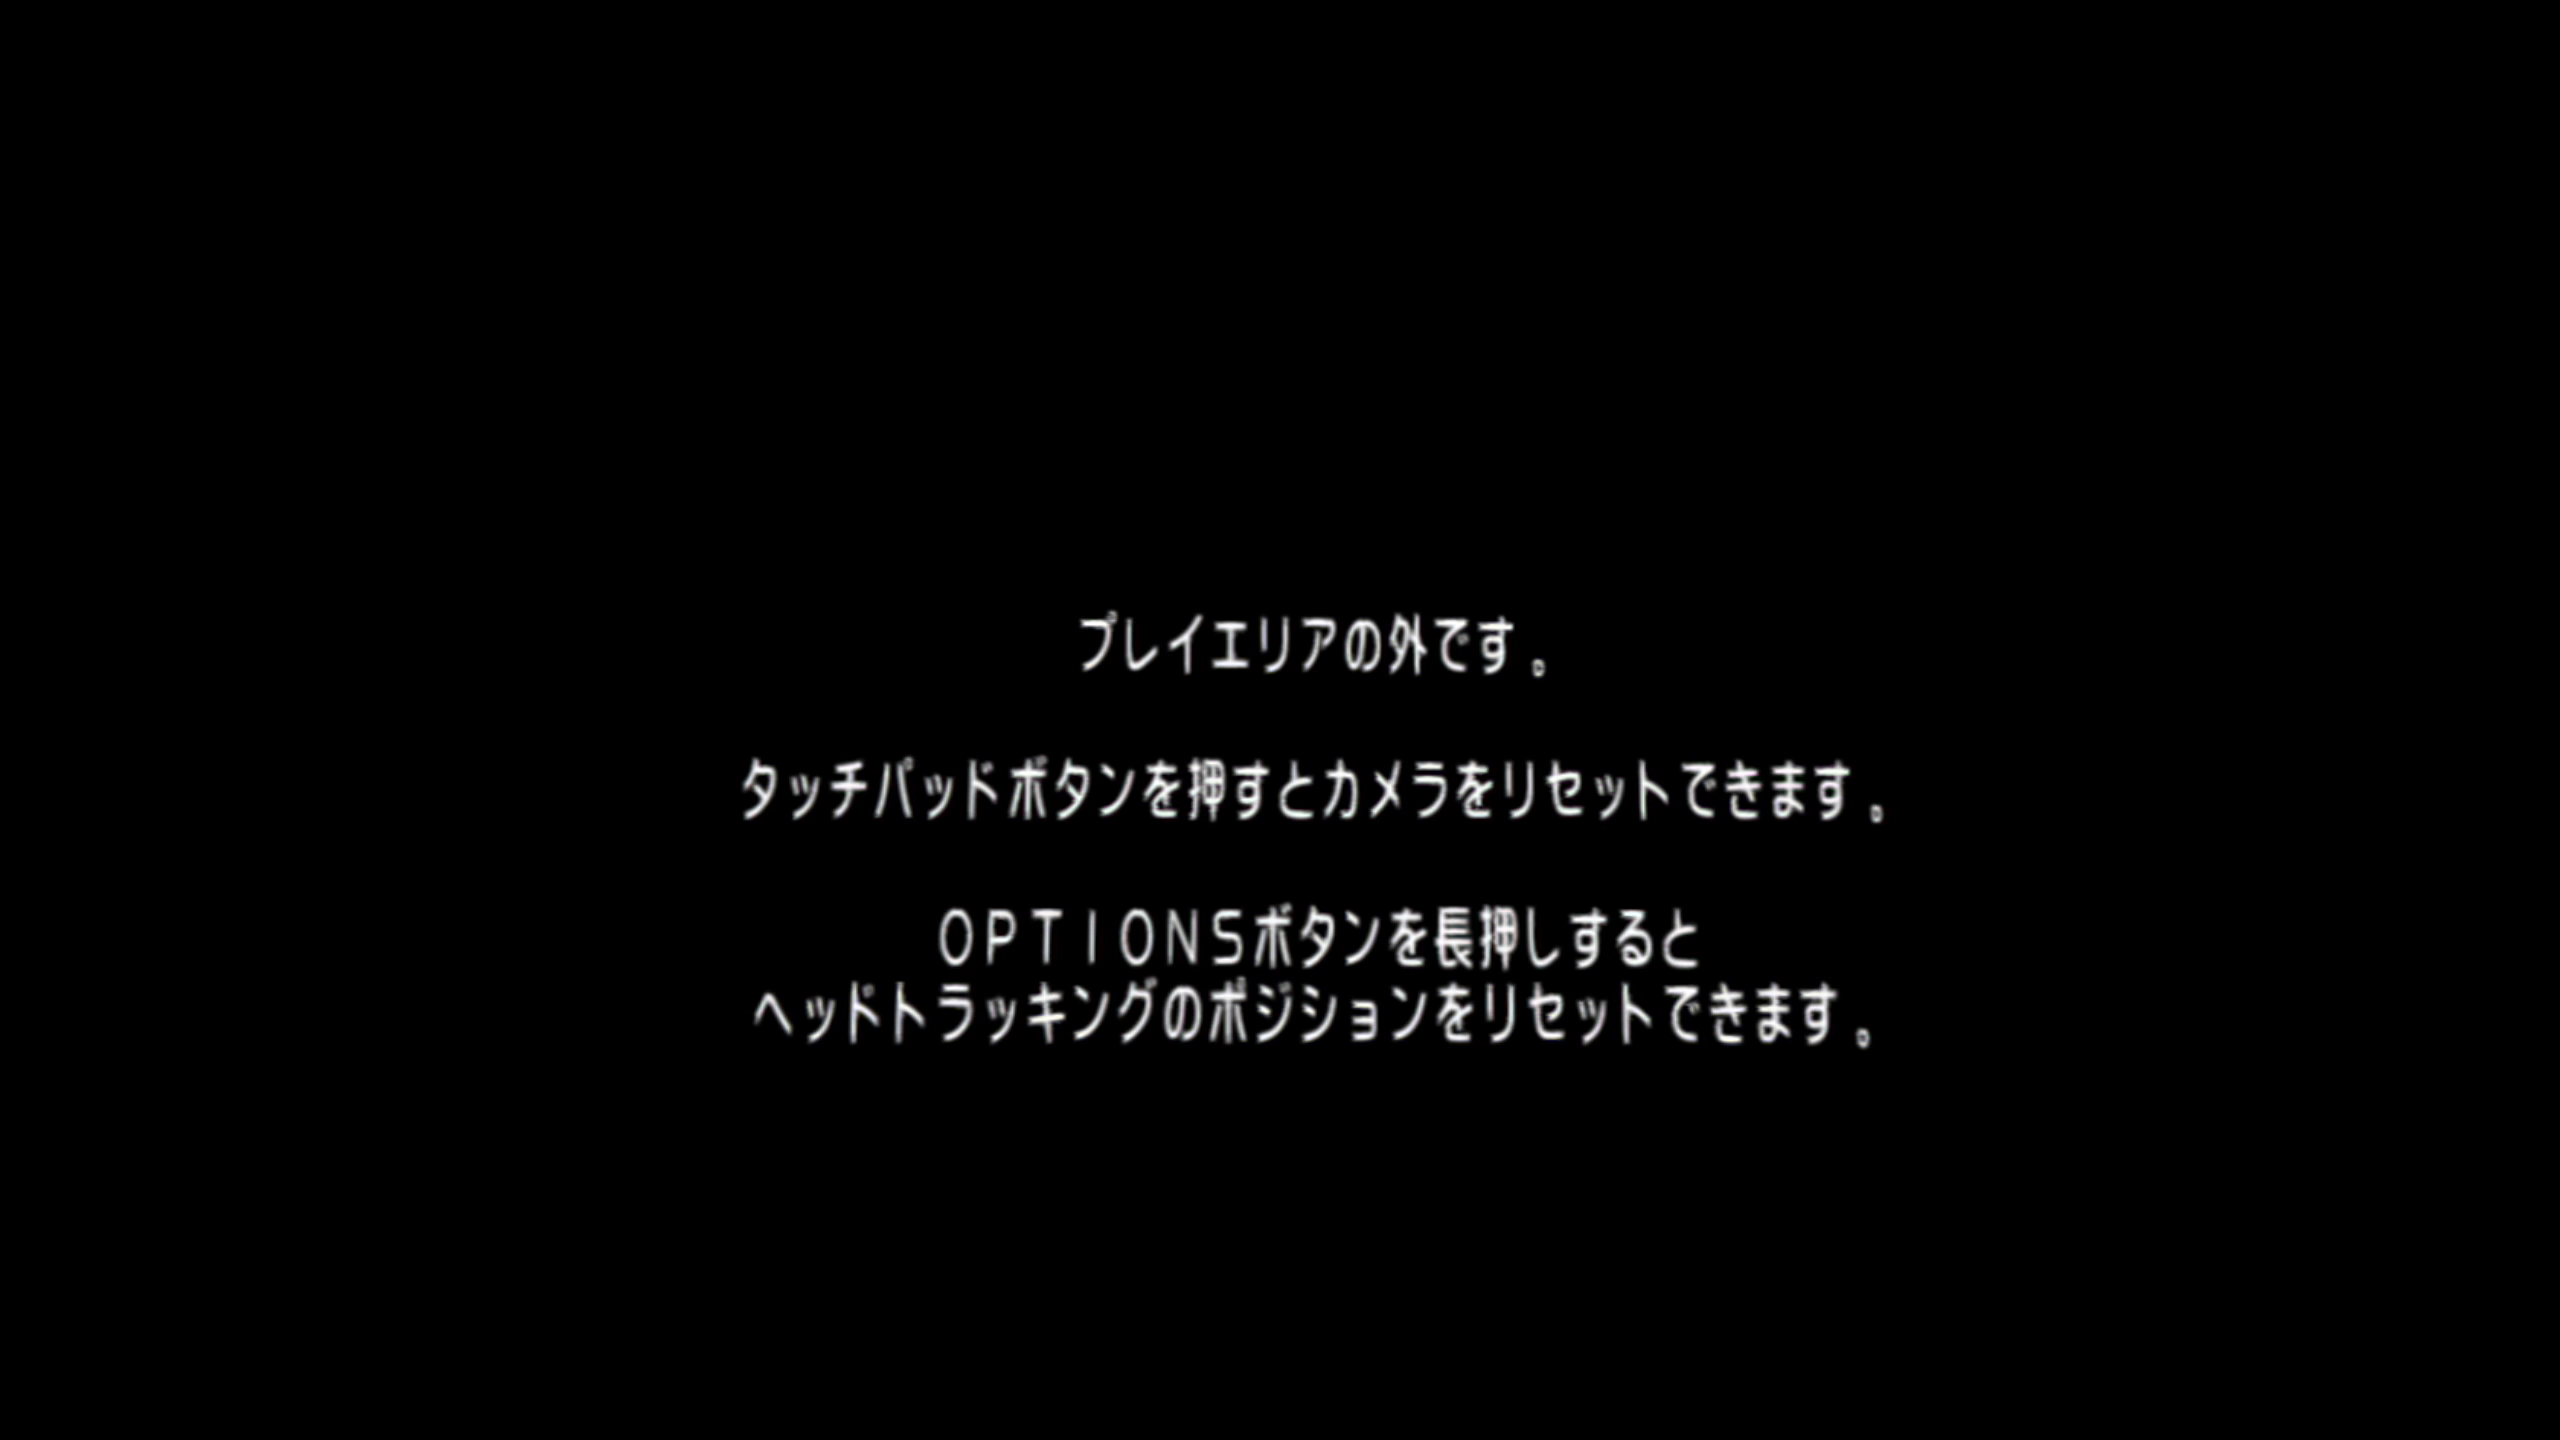 プレイエリアの外です。
タッチパッドボタンを押すとカメラをリセットできます。
ＯＰＴＩＯＮＳボタンを長押しすると
ヘッドトラッキングのポジションをリセットできます。